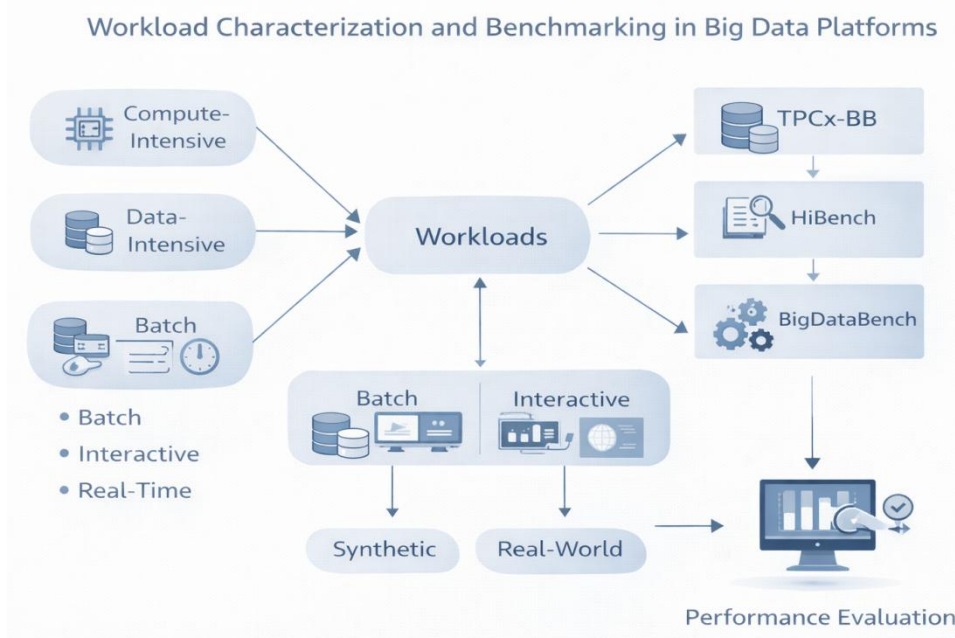 Workload Characterization and Benchmarking in Big Data Platforms
Compute-
Intensive
Data-
Intensive
Batch
• Batch
• Interactive
• Real-Time
Workloads
Batch
Interactive
Synthetic
Real-World
TPCx-BB
HiBench
BigDataBench
Performance Evaluation